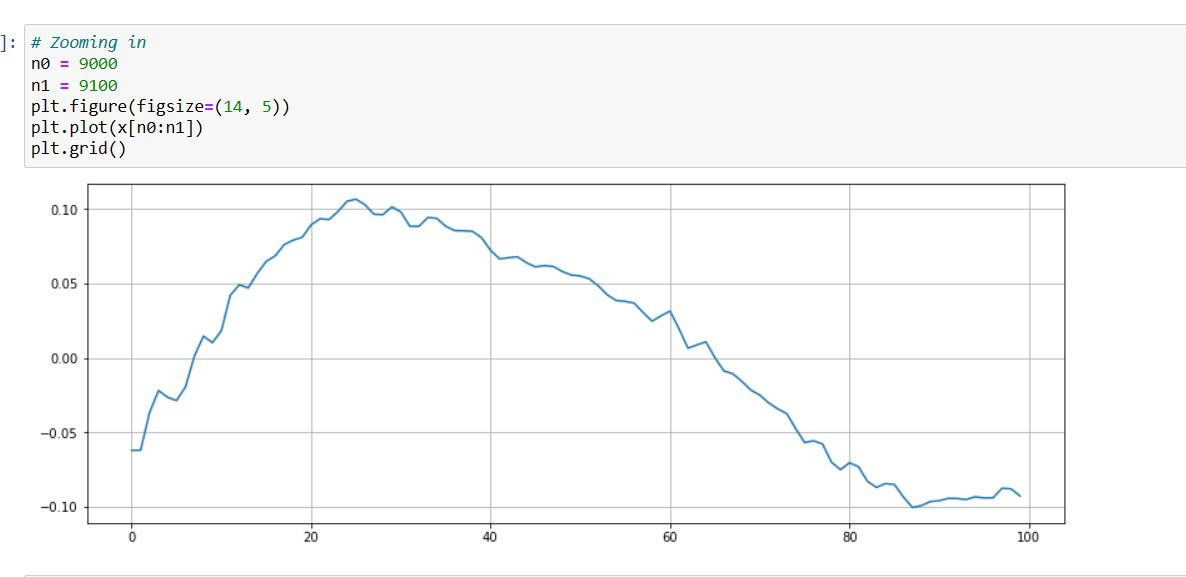 ]: # Zooming in
n0 = 9000
n1 = 9100
plt.figure(figsize=(14, 5))
plt.plot(x[n0:n1])
plt.grid()
0.10
0.05
0.00
−0.05
−0.10
0 20 40 60 80 100